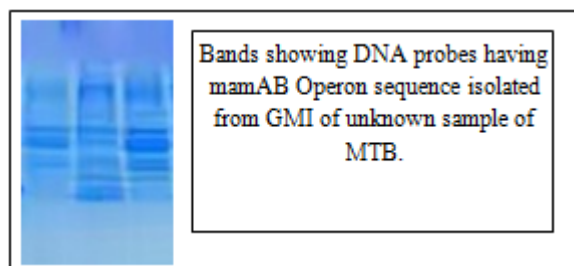 Bands showing DNA probes having
mamAB Operon sequence isolated
from GMI of unknown sample of
MTB.